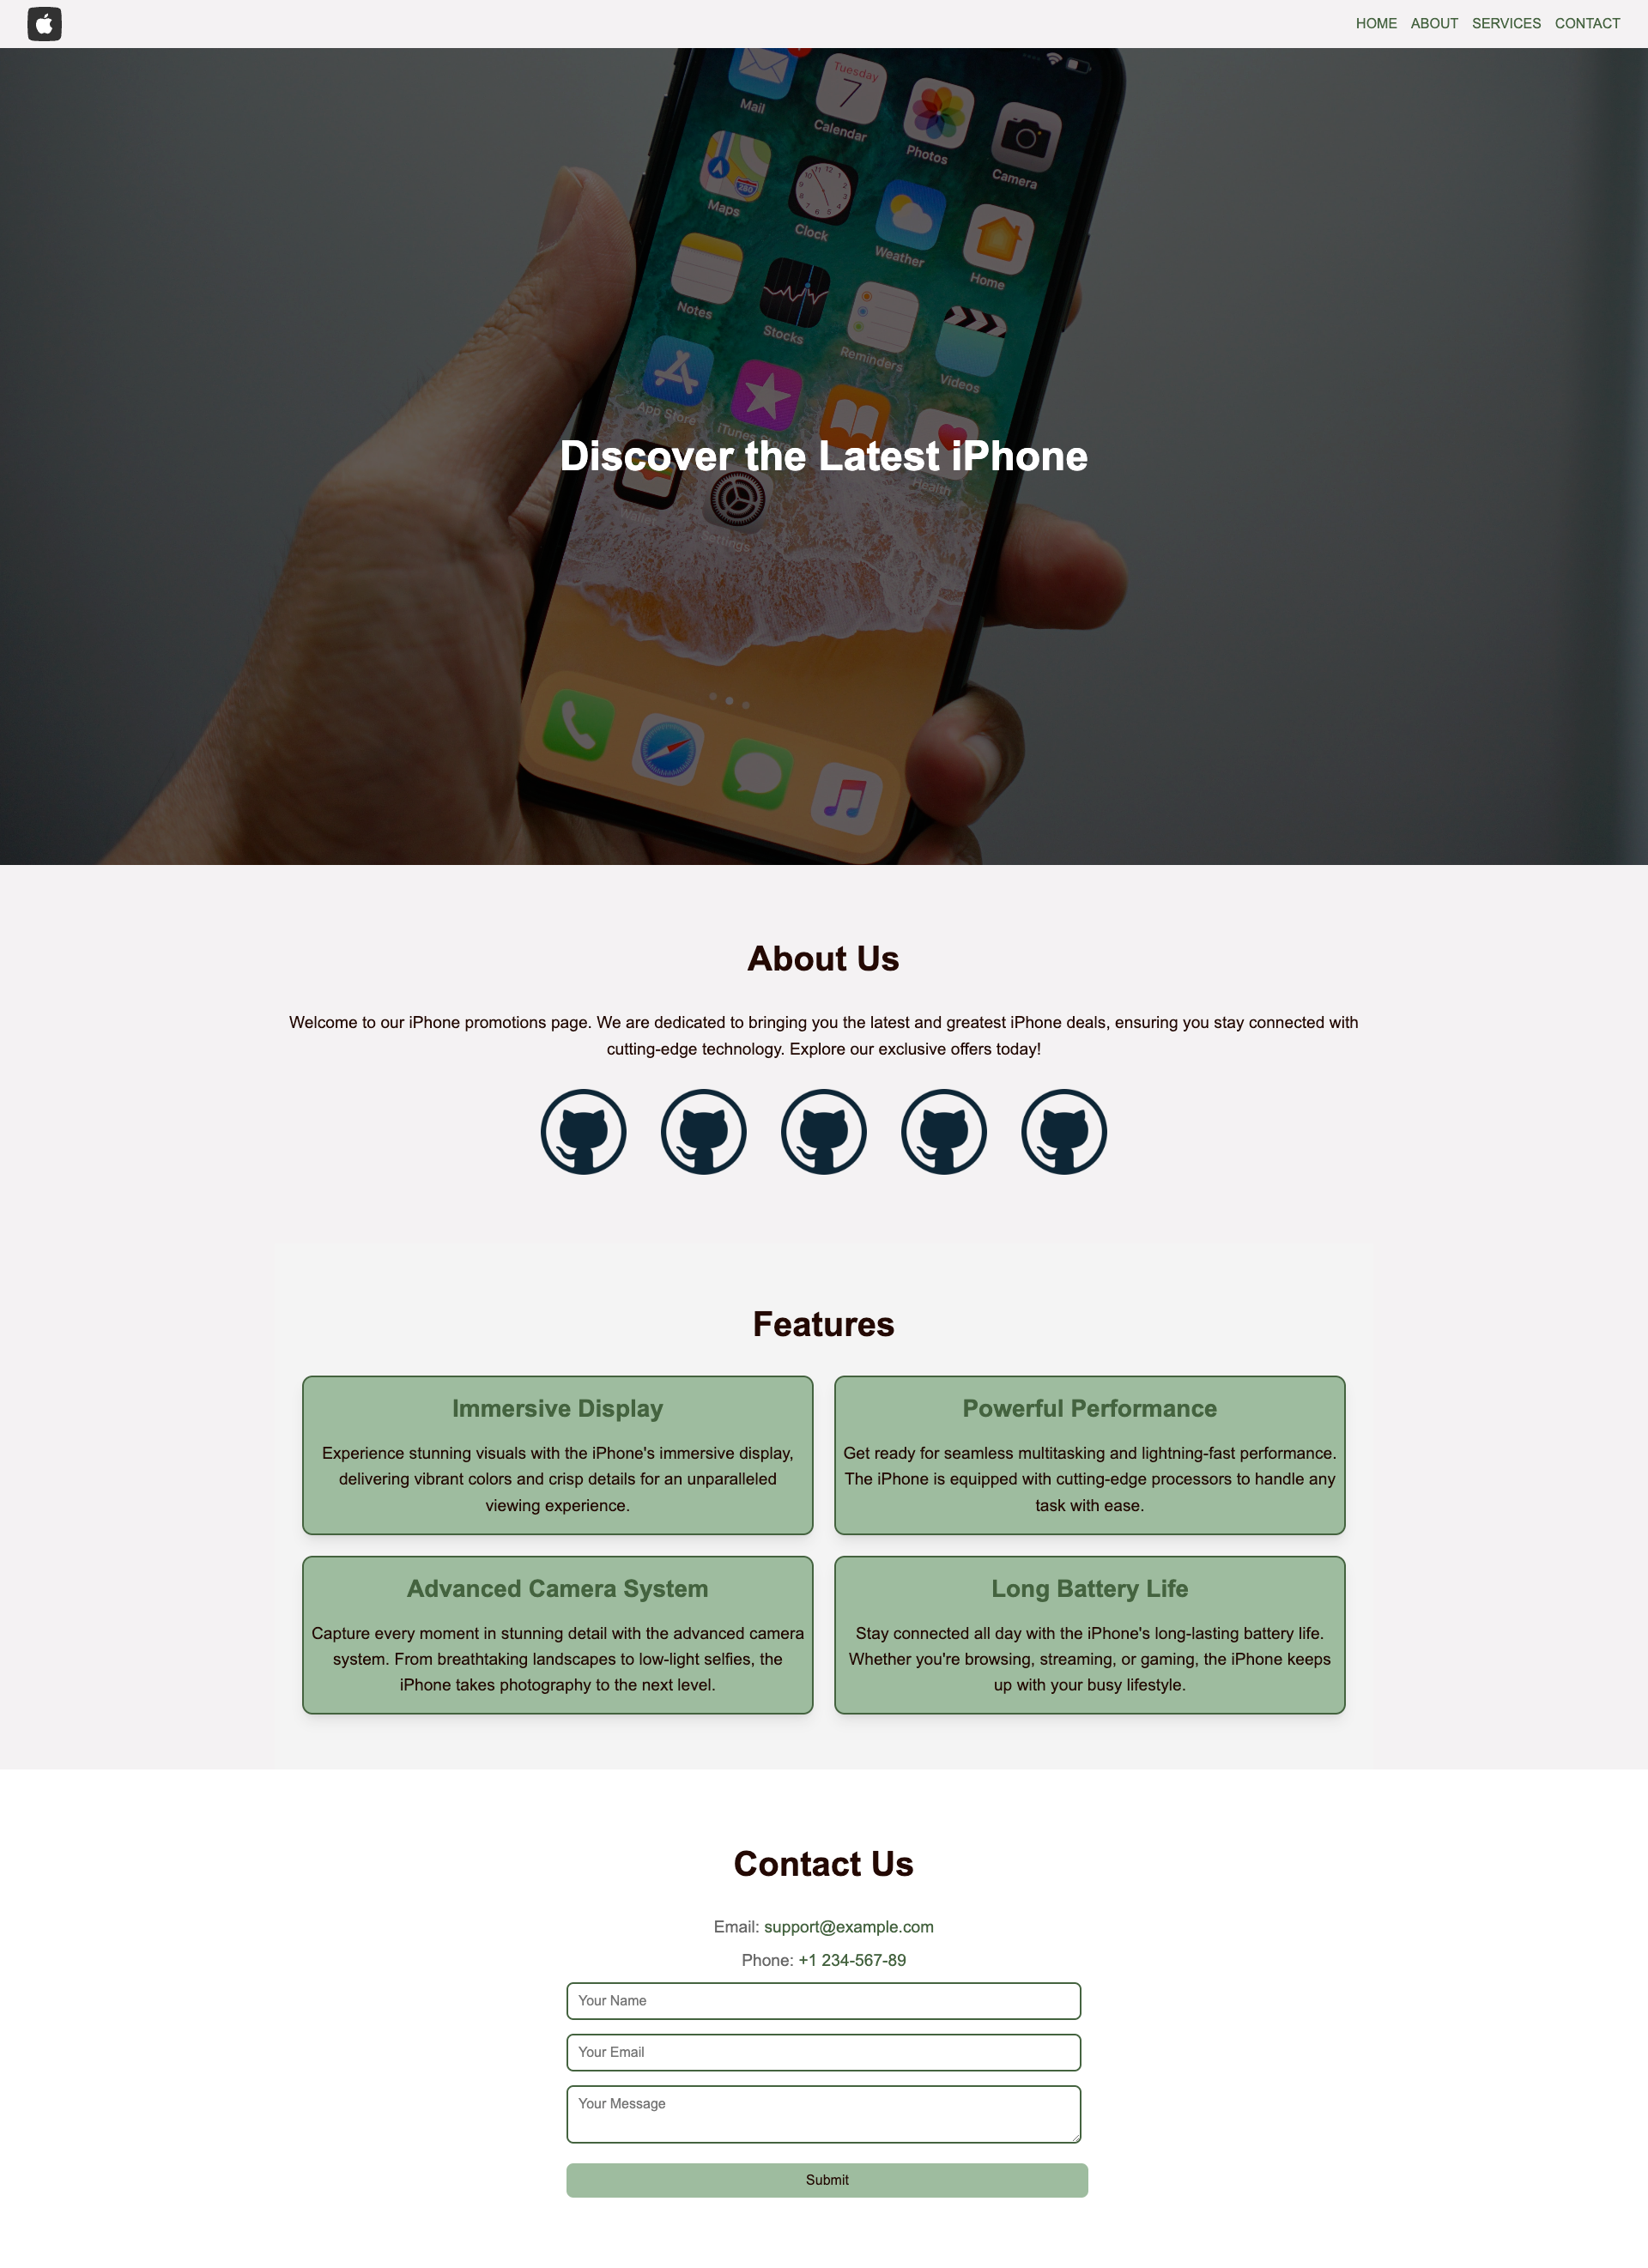 HOME ABOUT SERVICES CONTACT
Mail
Tuesday
7
Calendar
Photos
Camera
Maps
280
Clock
Weather
Home
Notes
Stocks
Reminders
Videos
App Store
iTunes Store
Health
Discover the Latest iPhone
Wallet
Settings
About Us
Welcome to our iPhone promotions page. We are dedicated to bringing you the latest and greatest iPhone deals, ensuring you stay connected with
cutting-edge technology. Explore our exclusive offers today!
Features
Immersive Display
Experience stunning visuals with the iPhone's immersive display,
delivering vibrant colors and crisp details for an unparalleled
viewing experience.
Powerful Performance
Get ready for seamless multitasking and lightning-fast performance.
The iPhone is equipped with cutting-edge processors to handle any
task with ease.
Advanced Camera System
Capture every moment in stunning detail with the advanced camera
system. From breathtaking landscapes to low-light selfies, the
iPhone takes photography to the next level.
Long Battery Life
Stay connected all day with the iPhone's long-lasting battery life.
Whether you're browsing, streaming, or gaming, the iPhone keeps
up with your busy lifestyle.
Contact Us
Email: support@example.com
Phone: +1 234-567-89
Your Name
Your Email
Your Message
Submit